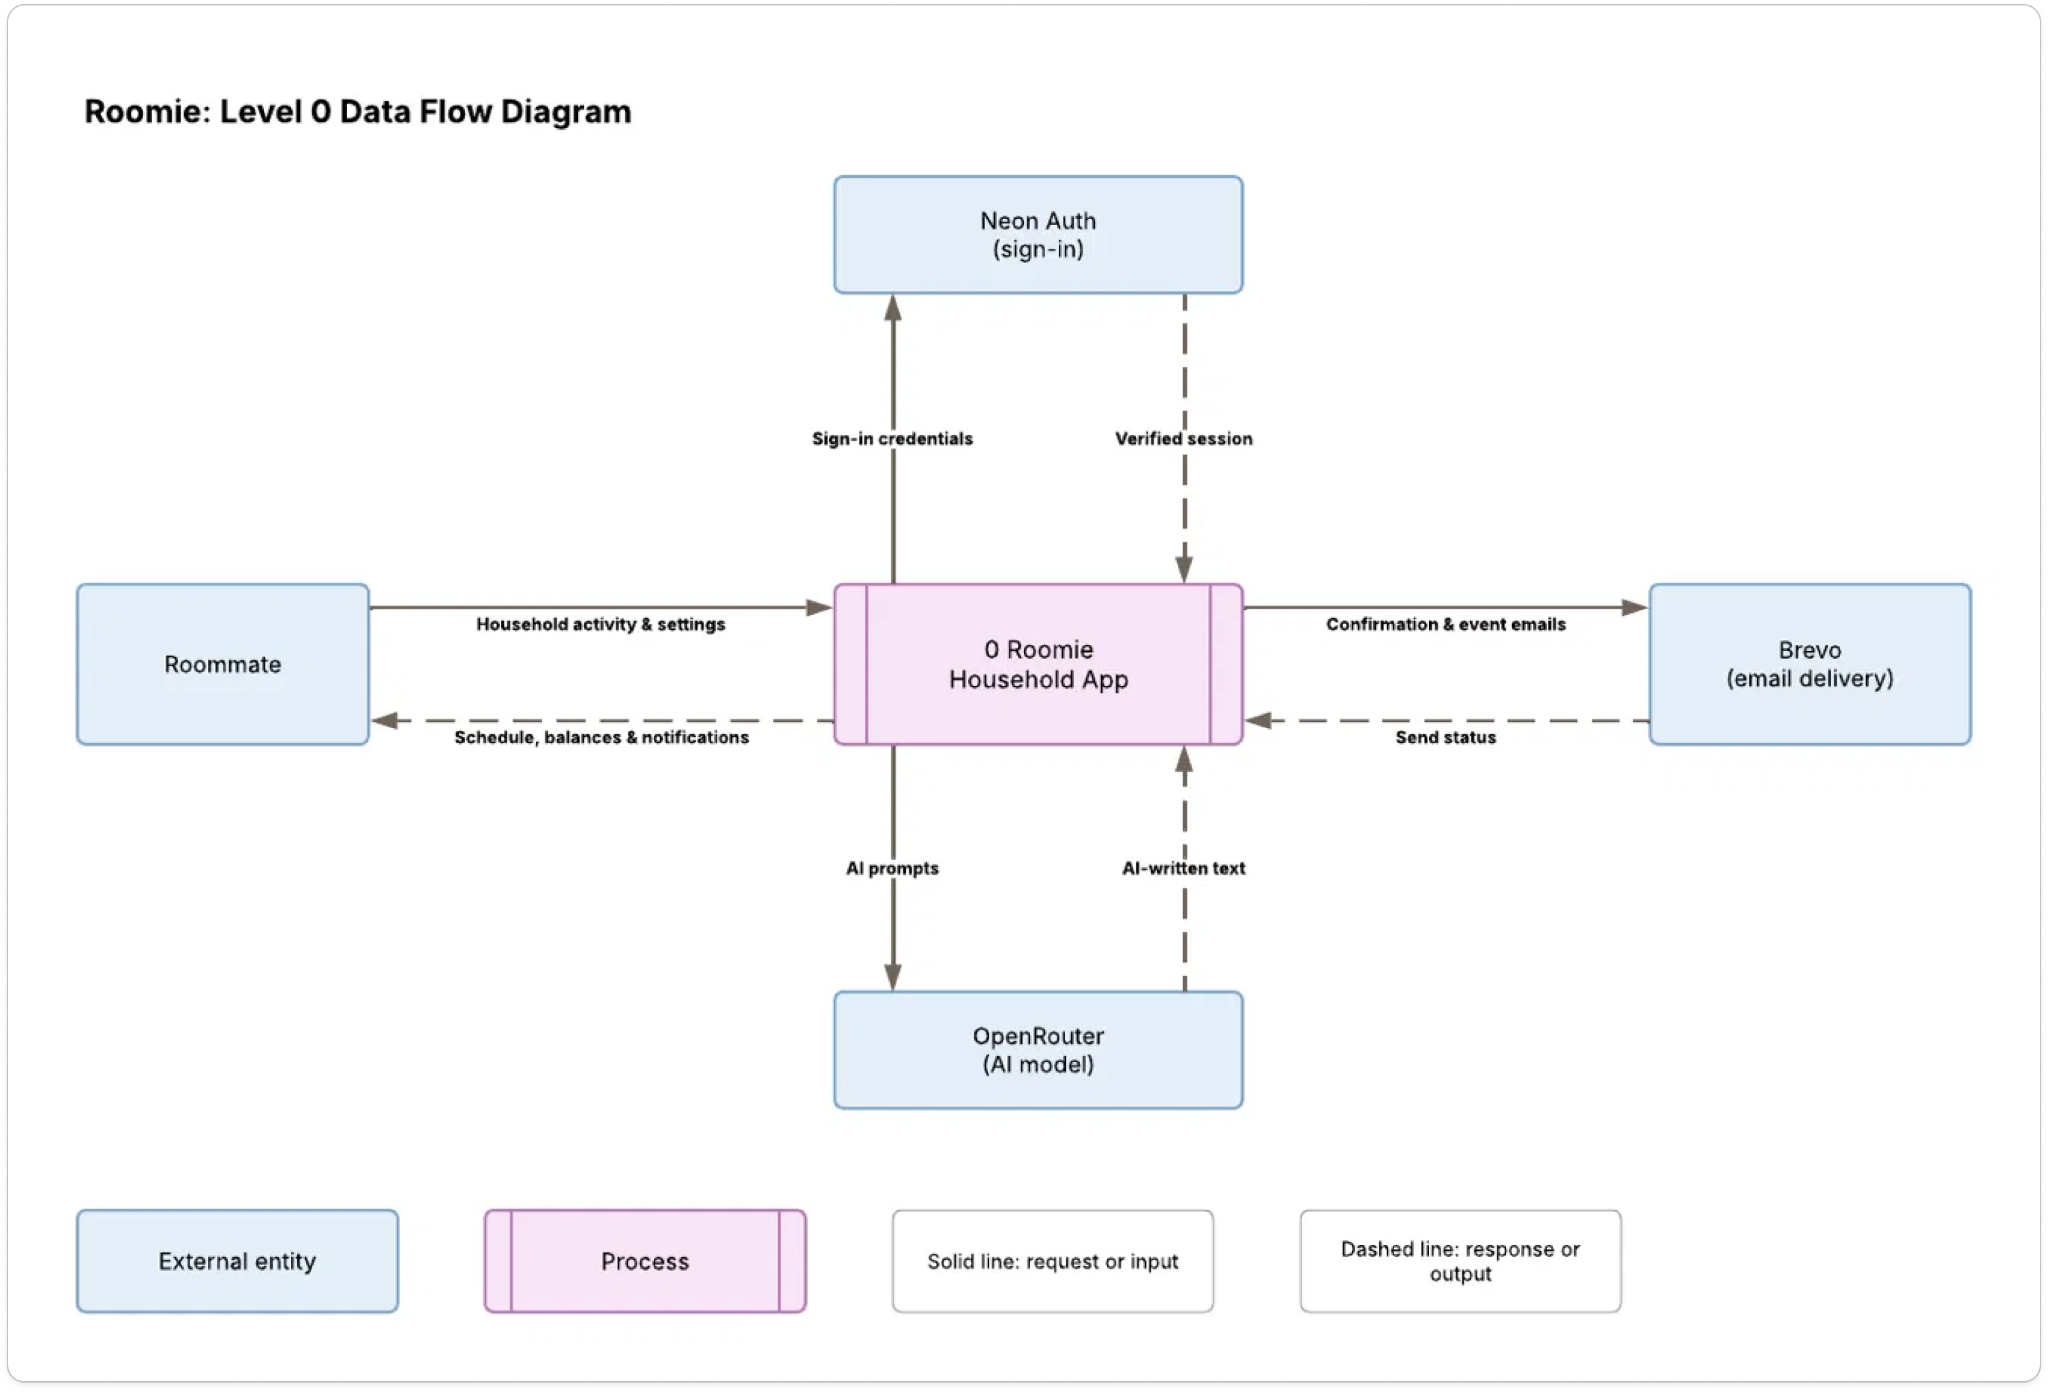 Roomie: Level 0 Data Flow Diagram
Neon Auth
(sign-in)
Sign-in credentials
Verified session
Roommate
Household activity & settings
Schedule, balances & notifications
0 Roomie
Household App
Confirmation & event emails
Send status
Brevo
(email delivery)
AI prompts
AI-written text
OpenRouter
(AI model)
External entity
Process
Solid line: request or input
Dashed line: response or
output